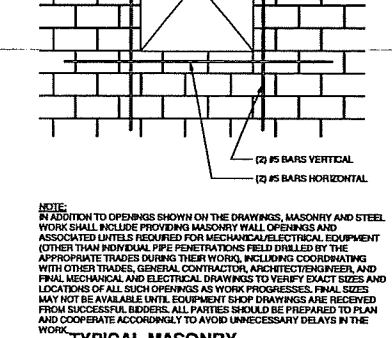 (2) #5 BARS VERTICAL
(2) #5 BARS HORIZONTAL
NOTE:
IN ADDITION TO OPENINGS SHOWN ON THE DRAWINGS, MASONRY AND STEEL
WORK SHALL INCLUDE PROVIDING MASONRY WALL OPENINGS AND
ASSOCIATED LINTELS REQUIRED FOR MECHANICAL/ELECTRICAL EQUIPMENT
(OTHER THAN INDIVIDUAL PIPE PENETRATIONS FIELD DRILLED BY THE
APPROPRIATE TRADES DURING THEIR WORK), INCLUDING COORDINATING
WITH OTHER TRADES, GENERAL CONTRACTOR, ARCHITECT/ENGINEER, AND
FINAL MECHANICAL AND ELECTRICAL DRAWINGS TO VERIFY EXACT SIZES AND
LOCATIONS OF ALL SUCH OPENINGS AS WORK PROGRESSES. FINAL SIZES
MAY NOT BE AVAILABLE UNTIL EQUIPMENT SHOP DRAWINGS ARE RECEIVED
FROM SUCCESSFUL BIDDERS. ALL PARTIES SHOULD BE PREPARED TO PLAN
AND COOPERATE ACCORDINGLY TO AVOID UNNECESSARY DELAYS IN THE
WORK.
TYPICAL MASONRY